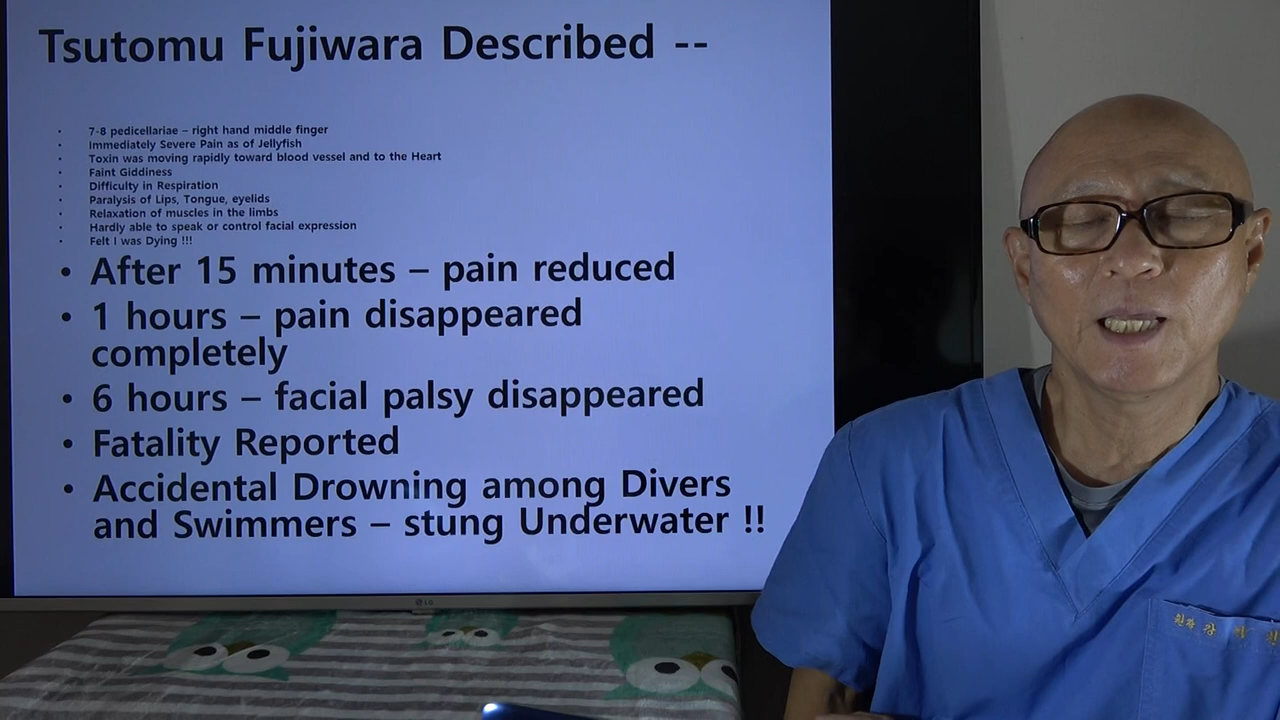 Tsutomu Fujiwara Described --
• 7-8 pedicellariae – right hand middle finger
• Immediately Severe Pain as of Jellyfish
• Toxin was moving rapidly toward blood vessel and to the Heart
• Faint Giddiness
• Difficulty in Respiration
• Paralysis of Lips, Tongue, eyelids
• Relaxation of muscles in the limbs
• Hardly able to speak or control facial expression
• Felt I was Dying !!!
• After 15 minutes – pain reduced
• 1 hours – pain disappeared
completely
• 6 hours – facial palsy disappeared
• Fatality Reported
• Accidental Drowning among Divers
and Swimmers – stung Underwater !!
LG
원장 강